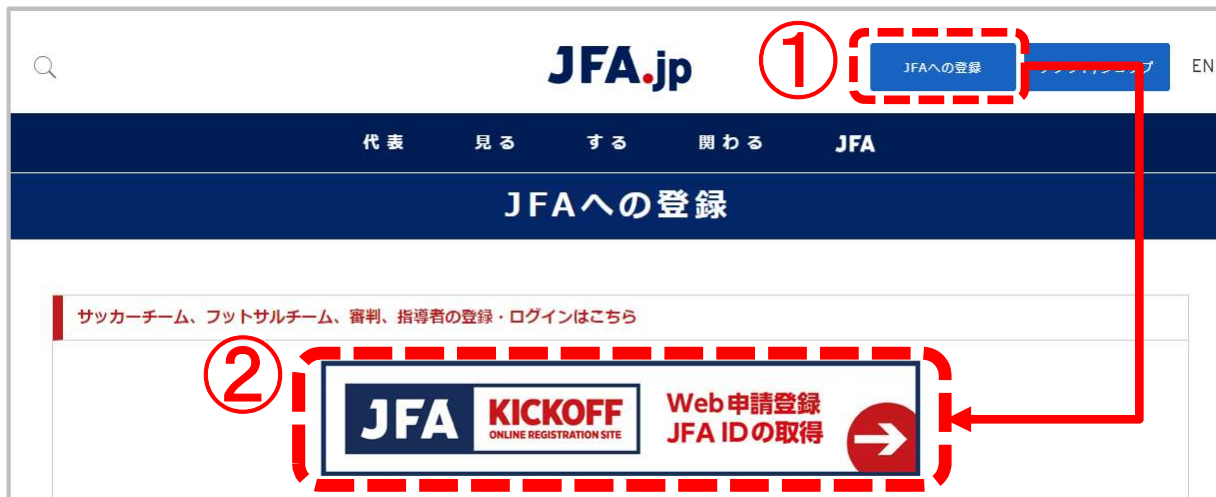 JFA.jp
①
JFAへの登録
EN
代表 見る する 関わる JFA
JFAへの登録
サッカーチーム、フットサルチーム、審判、指導者の登録・ログインはこちら
②
JFA KICKOFF
ONLINE REGISTRATION SITE
Web申請登録
JFA IDの取得